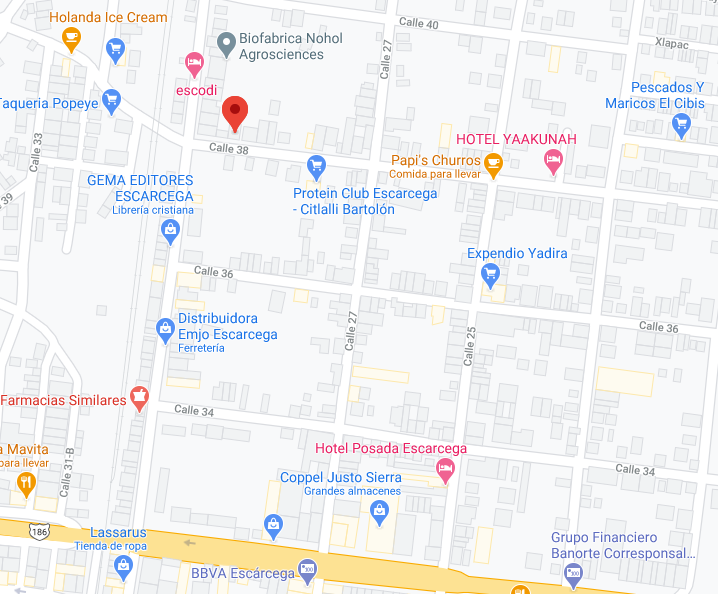 Holanda Ice Cream
Calle 40
Biofabrica Nohol
Agrosciences
Calle 27
Xlapac
escodi
Pescados Y
Maricos El Cibis
Taqueria Popeye
Calle 33
Calle 38
HOTEL YAAKUNAH
Papi's Churros
Comida para llevar
GEMA EDITORES
ESCARCEGA
Librería cristiana
Protein Club Escarcega
- Citlalli Bartolón
39
Expendio Yadira
Calle 36
Calle 36
Distribuidora
Emjo Escarcega
Ferretería
Calle 27
Calle 25
Farmacias Similares
Calle 34
a Mavita
para llevar
Calle 31-B
Hotel Posada Escarcega
Calle 34
Coppel Justo Sierra
Grandes almacenes
186
Lassarus
Tienda de ropa
Grupo Financiero
Banorte Corresponsal...
BBVA Escárcega